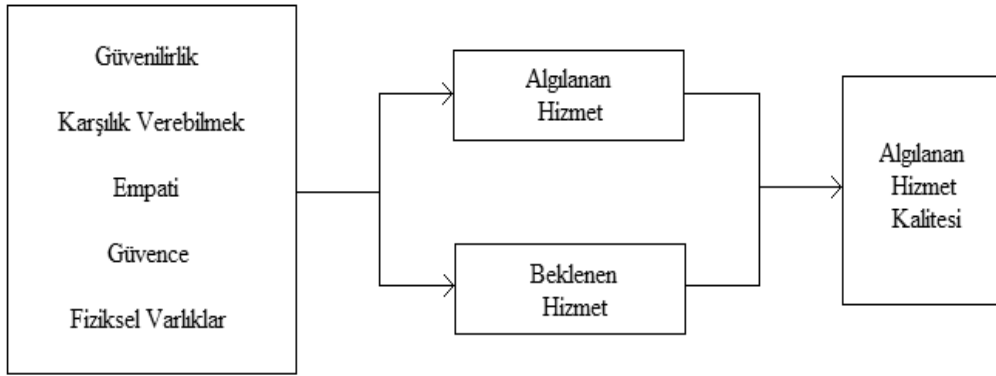 Güvenilirlik
Karşılık Verebilmek
Empati
Güvence
Fiziksel Varlıklar
Algılanan
Hizmet
Beklenen
Hizmet
Algılanan
Hizmet
Kalitesi